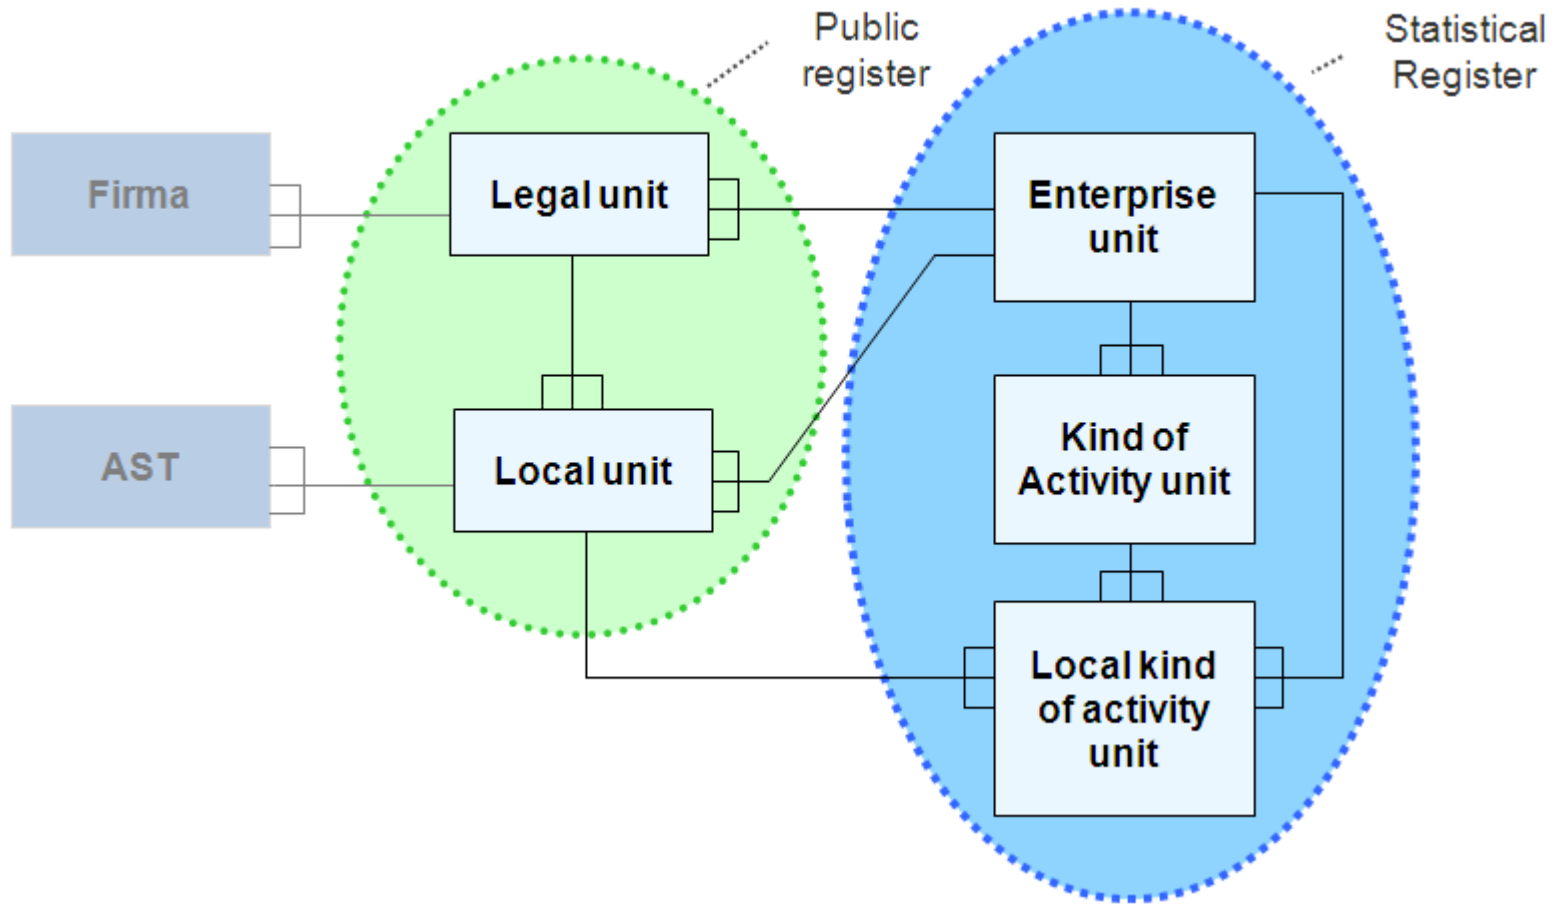 Public
register
Statistical
Register
Firma
Legal unit
Enterprise
unit
AST
Local unit
Kind of
Activity unit
Local kind
of activity
unit